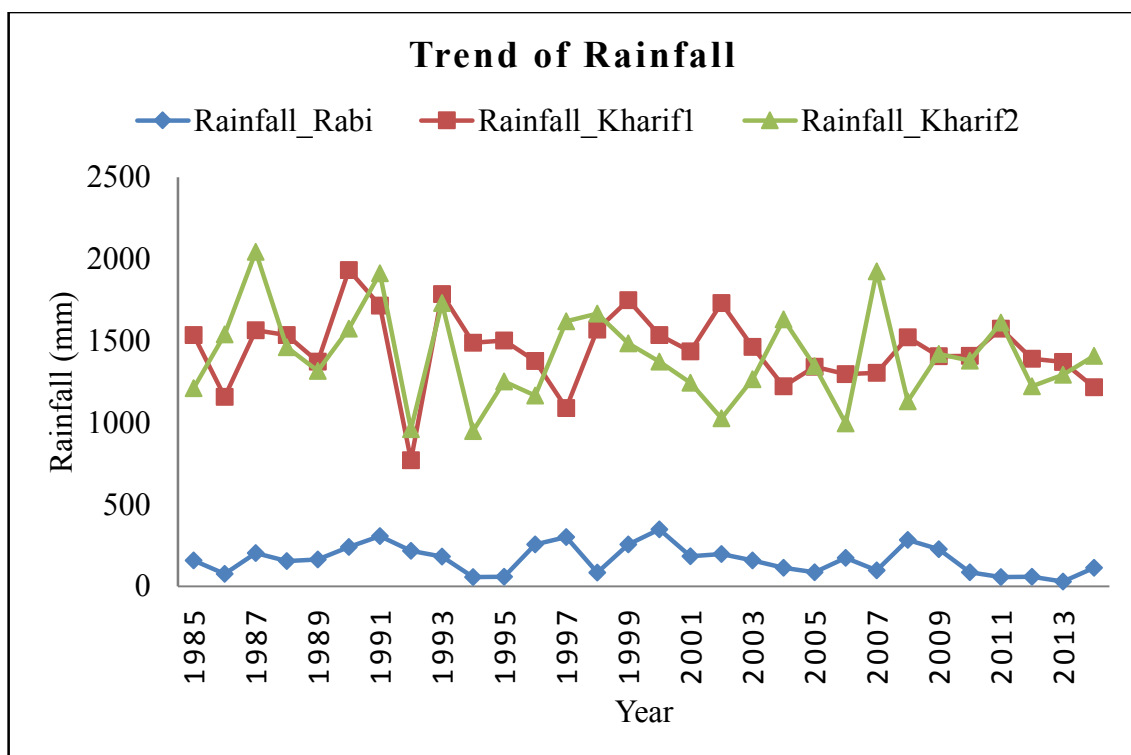 Trend of Rainfall
Rainfall_Rabi Rainfall_Kharif1 Rainfall_Kharif2
Rainfall (mm)
2500
2000
1500
1000
500
0
1985 1987 1989 1991 1993 1995 1997 1999 2001 2003 2005 2007 2009 2011 2013
Year